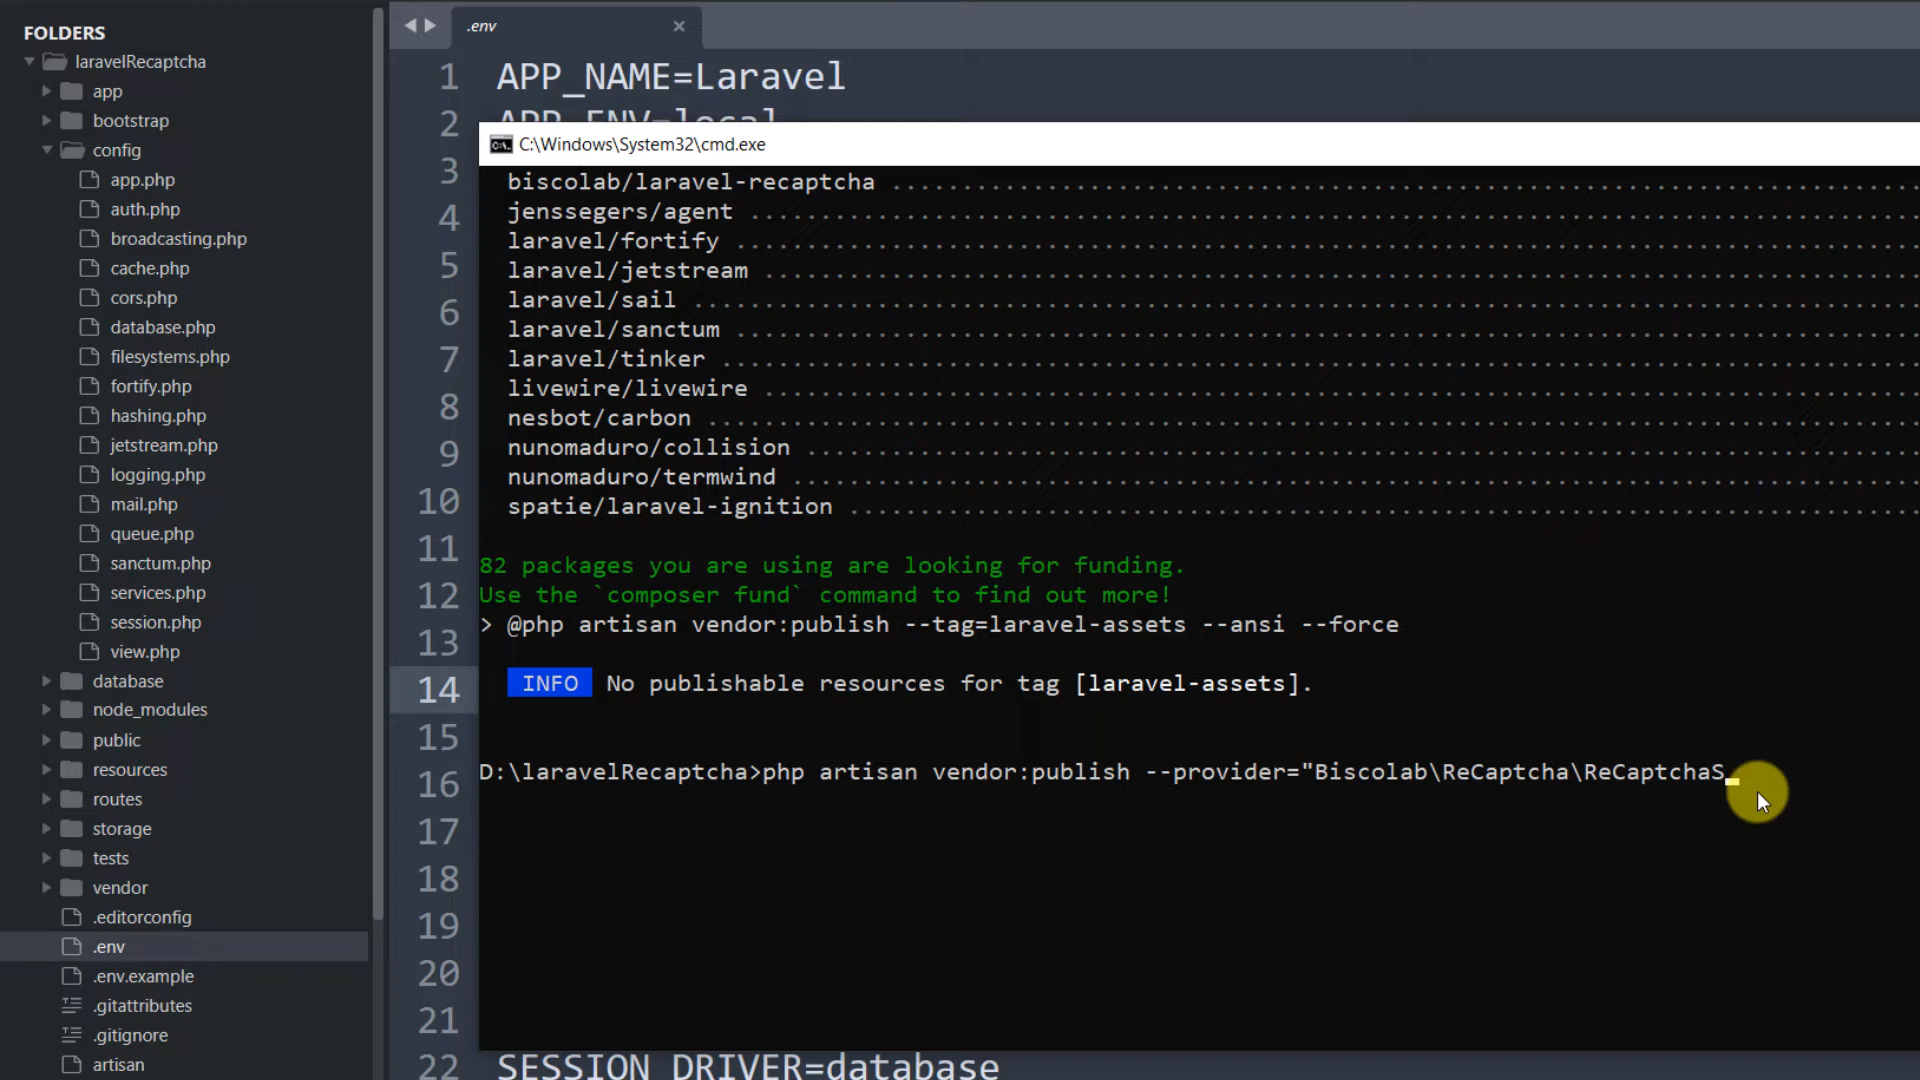 FOLDERS
laravelRecaptcha
app
bootstrap
config
app.php
auth.php
broadcasting.php
cache.php
cors.php
database.php
filesystems.php
fortify.php
hashing.php
jetstream.php
logging.php
mail.php
queue.php
sanctum.php
services.php
session.php
view.php
database
node_modules
public
resources
routes
storage
tests
vendor
.editorconfig
.env
.env.example
.gitattributes
.gitignore
artisan
.env
1 APP_NAME=Laravel
2 APP_ENV=local
3
4
5
6
7
8
9
10
11
12
13
14
15
16
17
18
19
20
21
22 SESSION_DRIVER=database
C:\Windows\System32\cmd.exe
biscolab/laravel-recaptcha ........................................................................
jenssegers/agent ..................................................................................
laravel/fortify ...................................................................................
laravel/jetstream .................................................................................
laravel/sail ......................................................................................
laravel/sanctum ...................................................................................
laravel/tinker ....................................................................................
livewire/livewire .................................................................................
nesbot/carbon .....................................................................................
nunomaduro/collision ..............................................................................
nunomaduro/termwind ...............................................................................
spatie/laravel-ignition ...........................................................................
82 packages you are using are looking for funding.
Use the `composer fund` command to find out more!
> @php artisan vendor:publish --tag=laravel-assets --ansi --force
INFO No publishable resources for tag [laravel-assets].
D:\laravelRecaptcha>php artisan vendor:publish --provider="Biscolab\ReCaptcha\ReCaptchaS